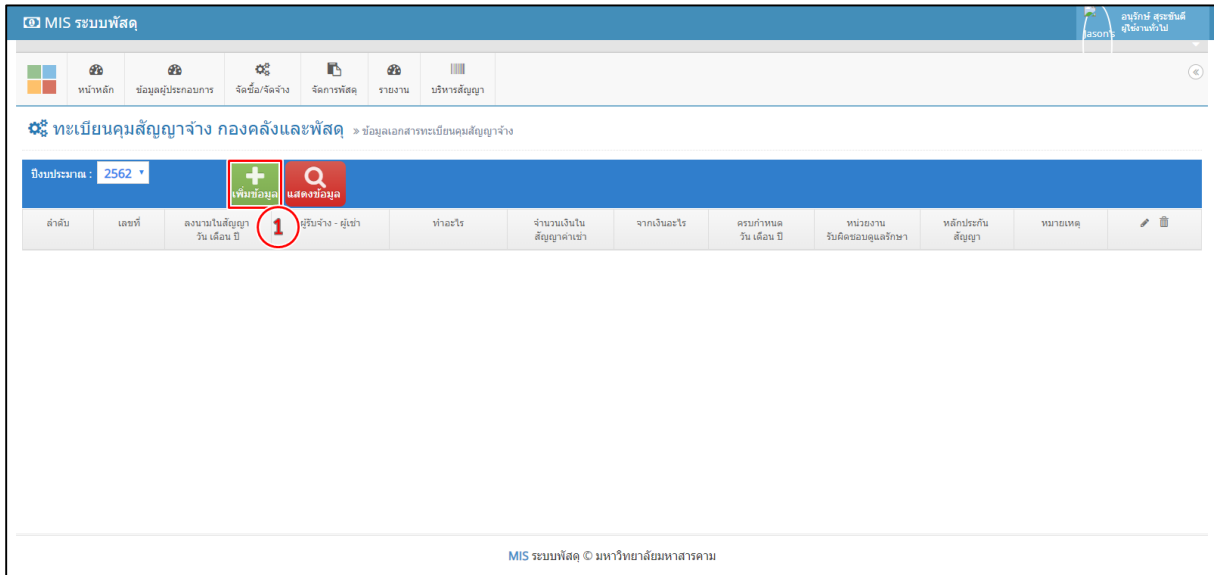 MIS ระบบพัสดุ
อนุรักษ์ สุระขันตี
ผู้ใช้งานทั่วไป
Jason's
หน้าหลัก
ข้อมูลผู้ประกอบการ
จัดซื้อ/จัดจ้าง
จัดการพัสดุ
รายงาน
บริหารสัญญา
ทะเบียนคุมสัญญาจ้าง กองคลังและพัสดุ » ข้อมูลเอกสารทะเบียนคุมสัญญาจ้าง
ปีงบประมาณ : 2562
เพิ่มข้อมูล
แสดงข้อมูล
1
ลำดับ
เลขที่
ลงนามในสัญญา
วัน เดือน ปี
ผู้รับจ้าง - ผู้เช่า
ทำอะไร
จำนวนเงินใน
สัญญาค่าเช่า
จากเงินอะไร
ครบกำหนด
วัน เดือน ปี
หน่วยงาน
รับผิดชอบดูแลรักษา
หลักประกัน
สัญญา
หมายเหตุ
MIS ระบบพัสดุ © มหาวิทยาลัยมหาสารคาม